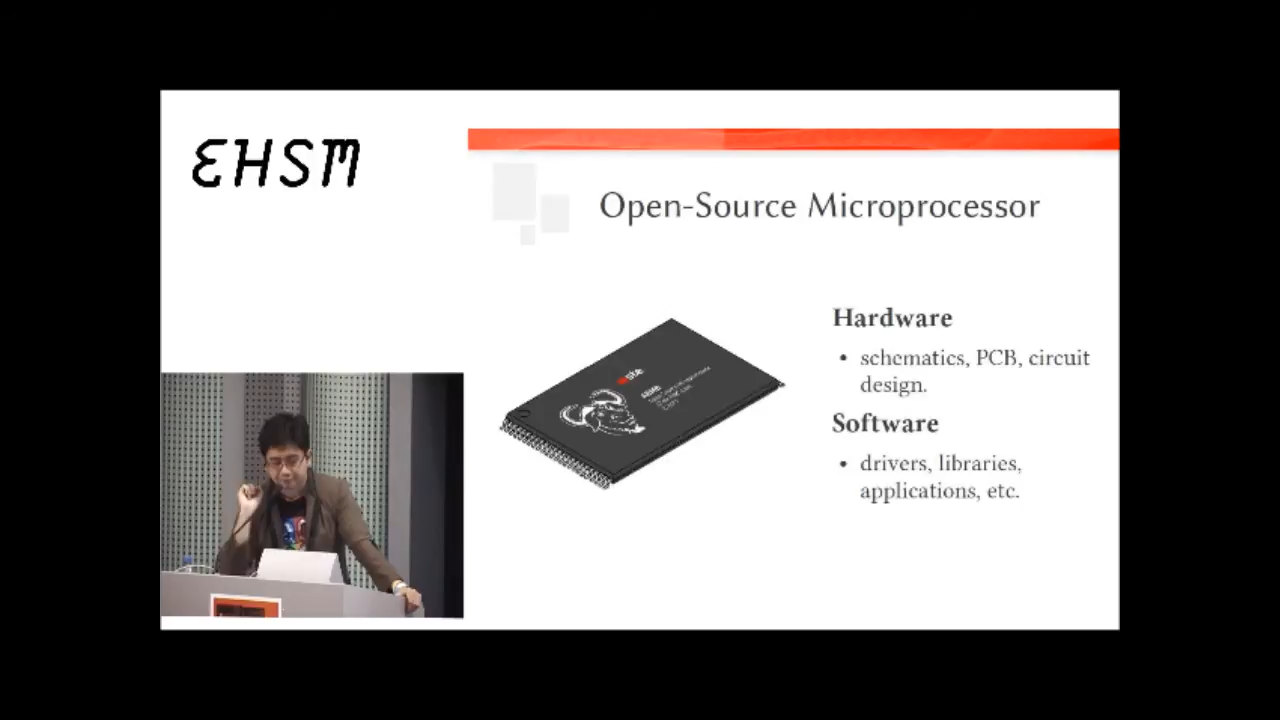 EHSM
Open-Source Microprocessor
Hardware
• schematics, PCB, circuit
design.
Software
• drivers, libraries,
applications, etc.